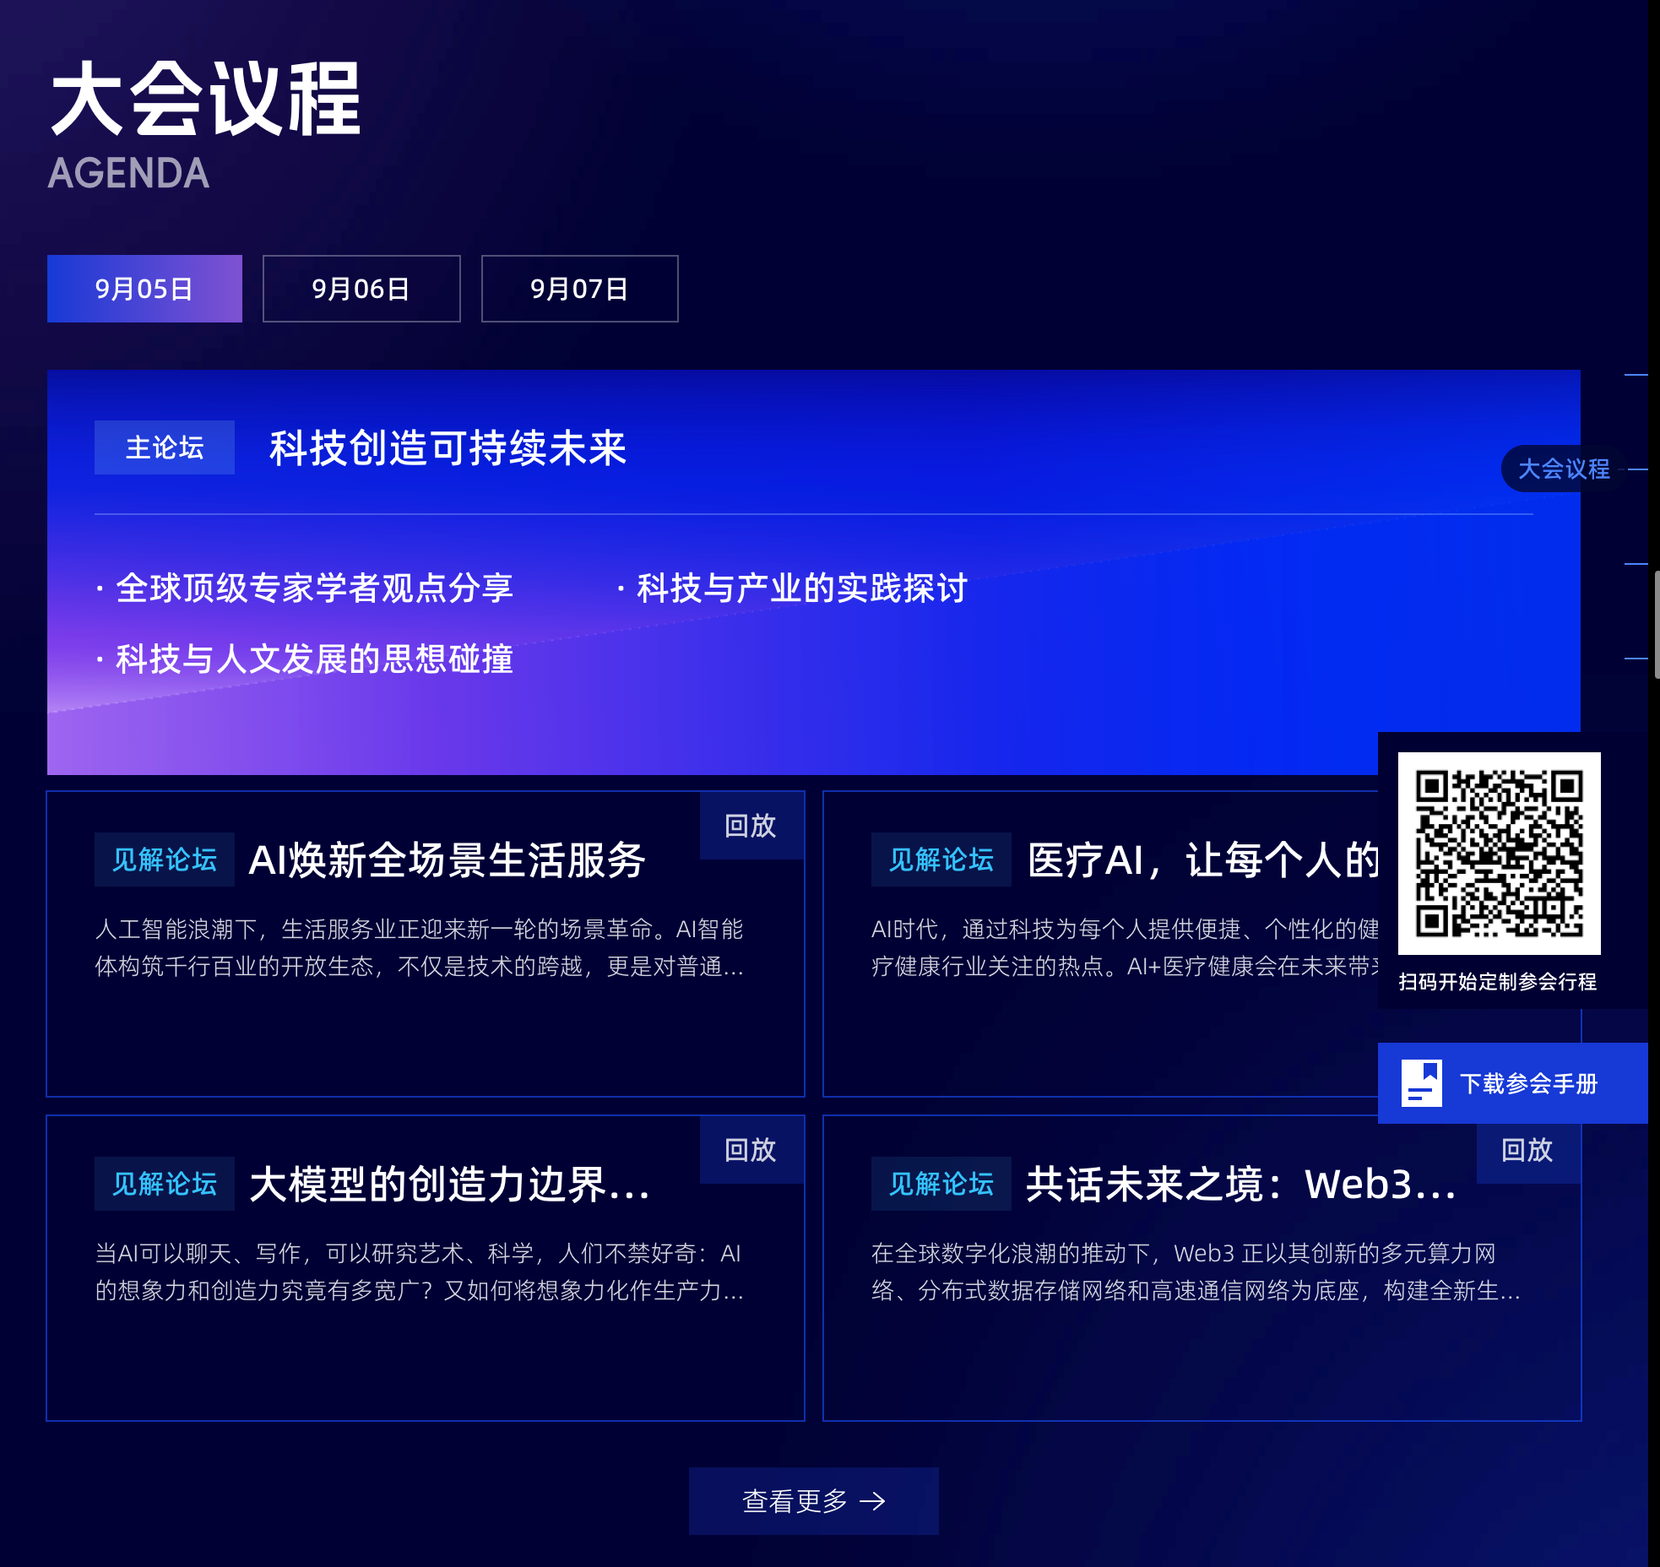 大会议程
AGENDA
9月05日
9月06日
9月07日
主论坛
科技创造可持续未来
大会议程
· 全球顶级专家学者观点分享
· 科技与产业的实践探讨
· 科技与人文发展的思想碰撞
回放
见解论坛
AI焕新全场景生活服务
人工智能浪潮下，生活服务业正迎来新一轮的场景革命。AI智能
体构筑千行百业的开放生态，不仅是技术的跨越，更是对普通...
见解论坛
医疗AI，让每个人的
AI时代，通过科技为每个人提供便捷、个性化的健
疗健康行业关注的热点。AI+医疗健康会在未来带来
扫码开始定制参会行程
下载参会手册
回放
见解论坛
大模型的创造力边界...
当AI可以聊天、写作，可以研究艺术、科学，人们不禁好奇：AI
的想象力和创造力究竟有多宽广？又如何将想象力化作生产力...
回放
见解论坛
共话未来之境：Web3...
在全球数字化浪潮的推动下，Web3 正以其创新的多元算力网
络、分布式数据存储网络和高速通信网络为底座，构建全新生...
查看更多 →